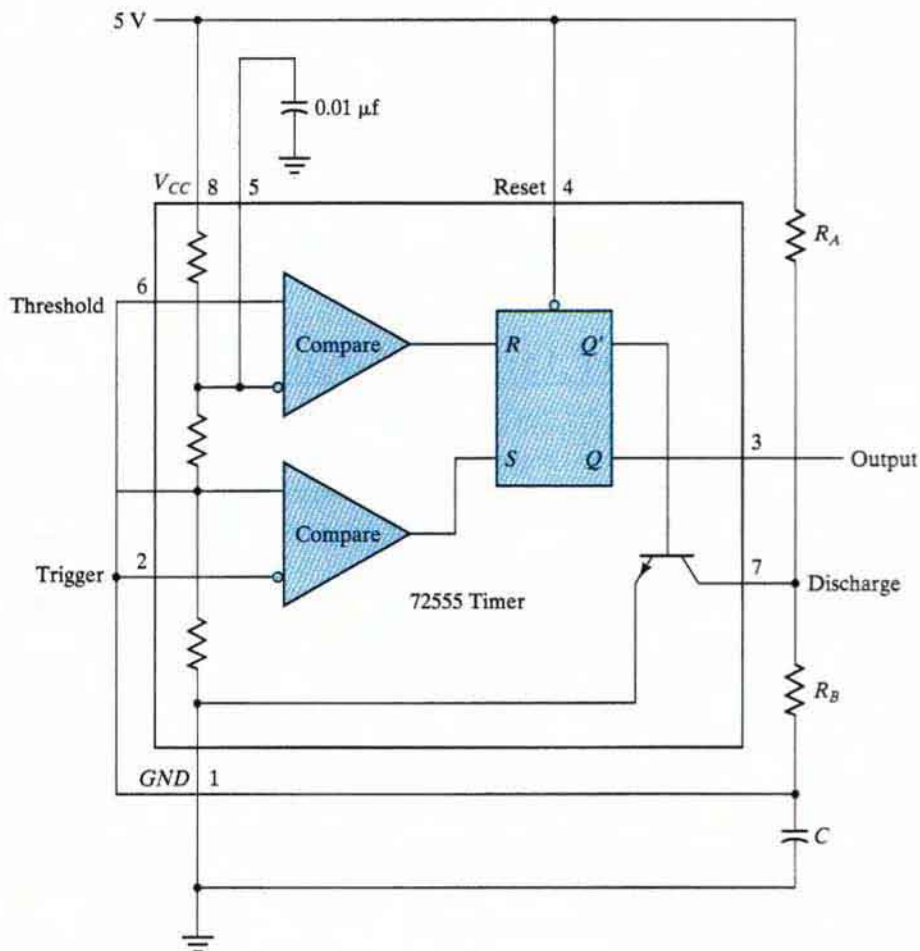 5 V
0.01 μf
V_CC 8 5
Reset 4
R_A
6
Threshold
Compare
R Q'
3
S Q
Output
Compare
2
Trigger
7
Discharge
72555 Timer
R_B
GND 1
C